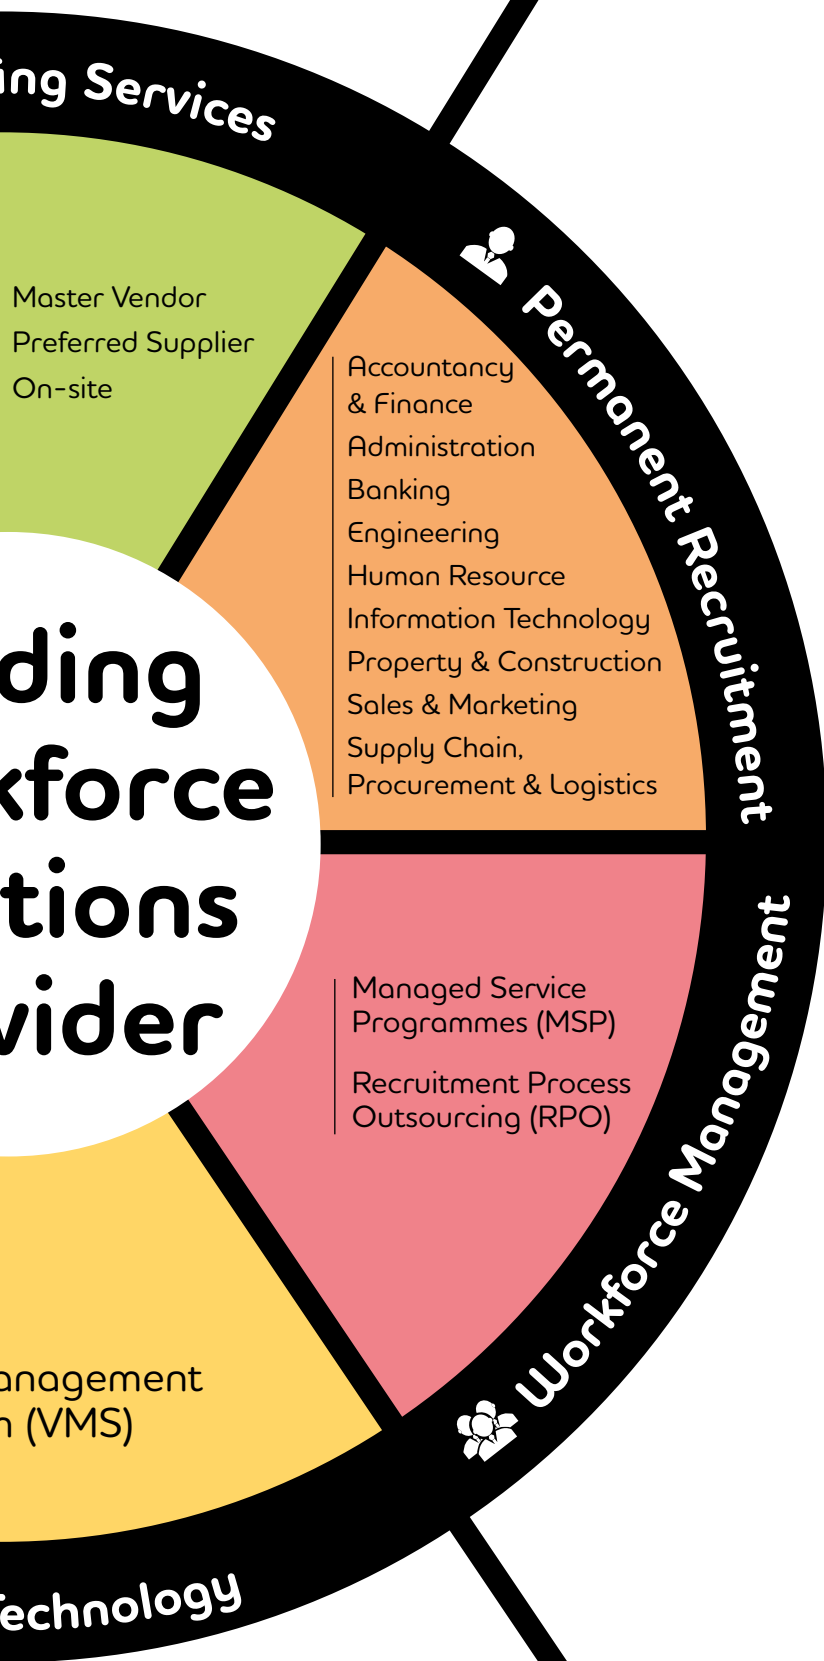 ing Services
Master Vendor
Preferred Supplier
On-site
Permanent Recruitment
Accountancy
& Finance
Administration
Banking
Engineering
Human Resource
Information Technology
Property & Construction
Sales & Marketing
Supply Chain,
Procurement & Logistics
ding
kforce
tions
vider
Managed Service
Programmes (MSP)
Recruitment Process
Outsourcing (RPO)
Workforce Management
anagement
n (VMS)
Technology